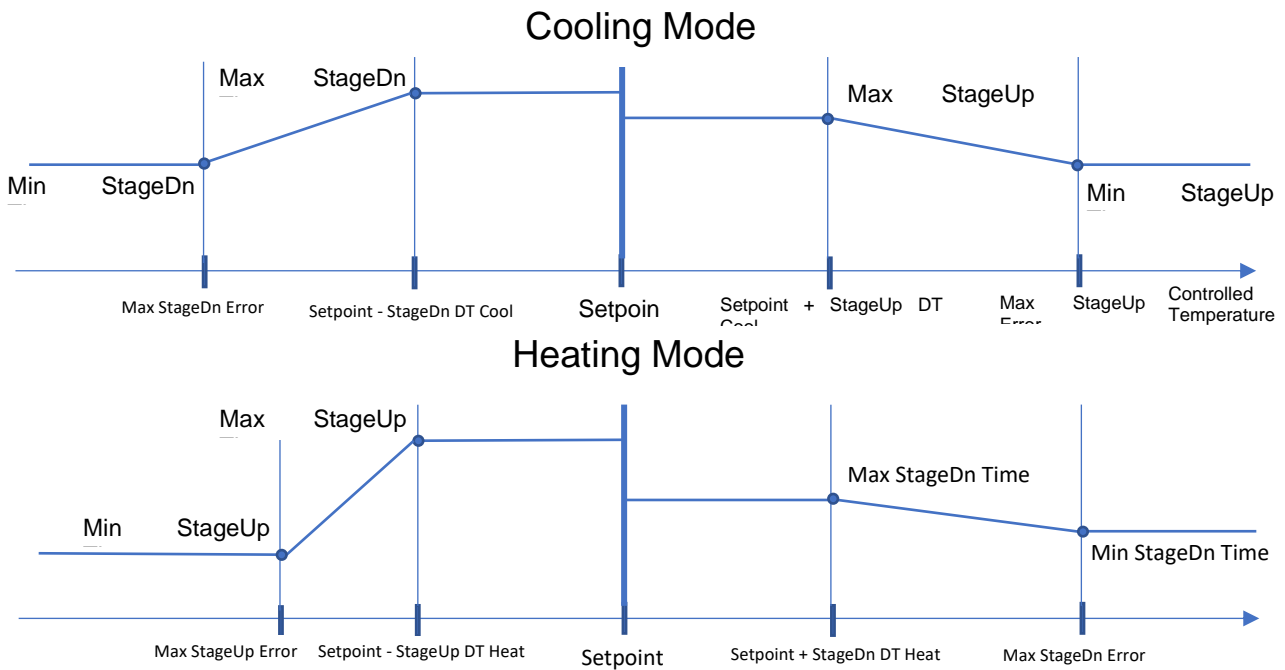 Cooling Mode
Max StageDn
Max StageUp
Min StageDn
Min StageUp
Max StageDn Error
Setpoint - StageDn DT Cool
Setpoin
Setpoint + StageUp DT
Cool
Max StageUp
Error
Controlled
Temperature
Heating Mode
Max StageUp
Max StageDn Time
Min StageUp
Min StageDn Time
Max StageUp Error
Setpoint - StageUp DT Heat
Setpoint
Setpoint + StageDn DT Heat
Max StageDn Error